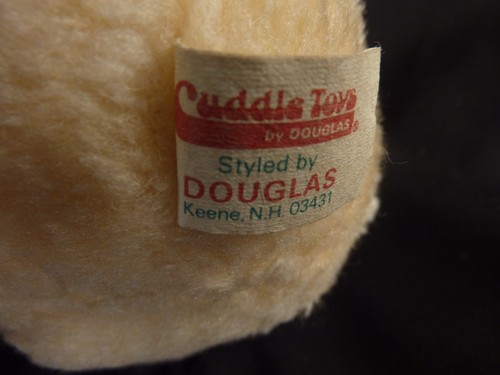 Cuddle Toys
by DOUGLAS®
Styled by
DOUGLAS
Keene, N.H. 03431